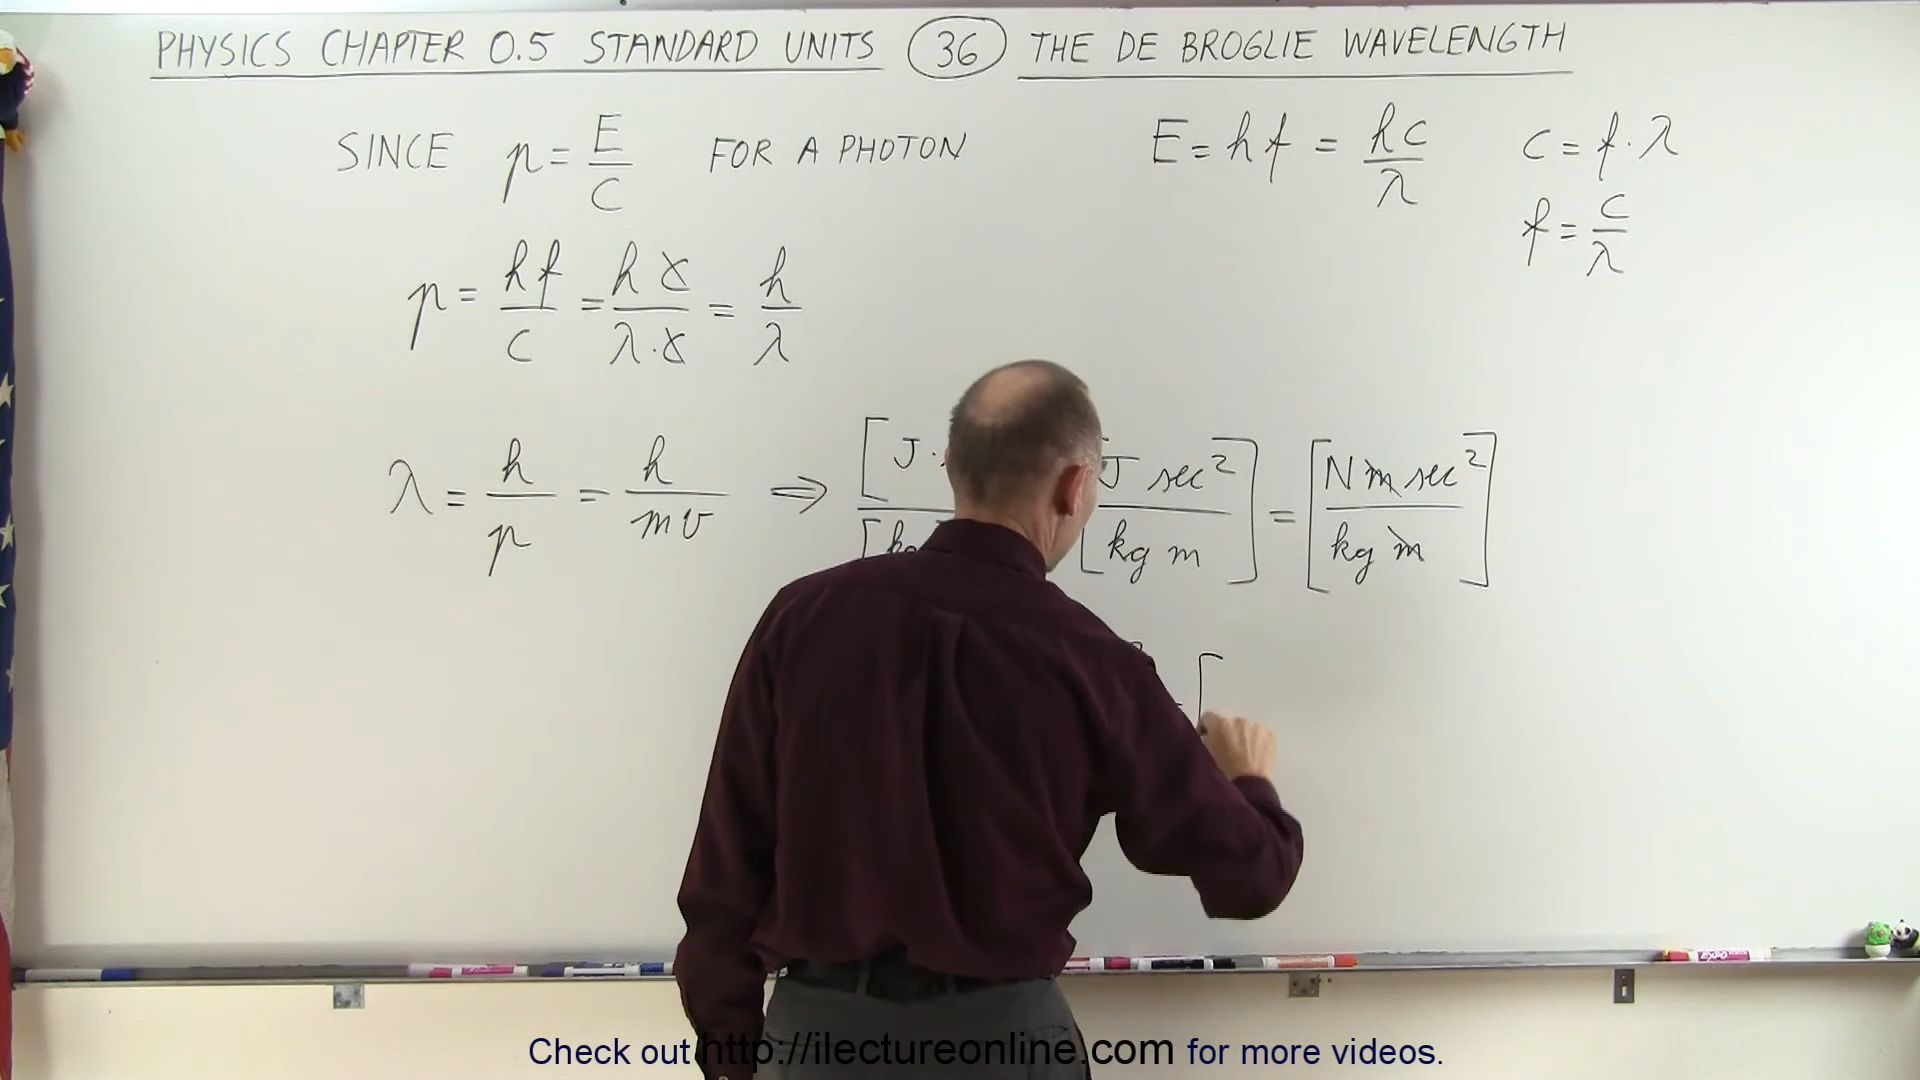 PHYSICS CHAPTER 0.5 STANDARD UNITS 36 THE DE BROGLIE WAVELENGTH
SINCE p = E/C FOR A PHOTON
E = hf = hc/λ
c = f·λ
f = c/λ
p = hf/c = hc/λ·c = h/λ
λ = h/p = h/mv ⇒ [J·
[J sec²/kg m] = [N m sec²/kg m]
EXPO
Check out http://ilectureonline.com for more videos.